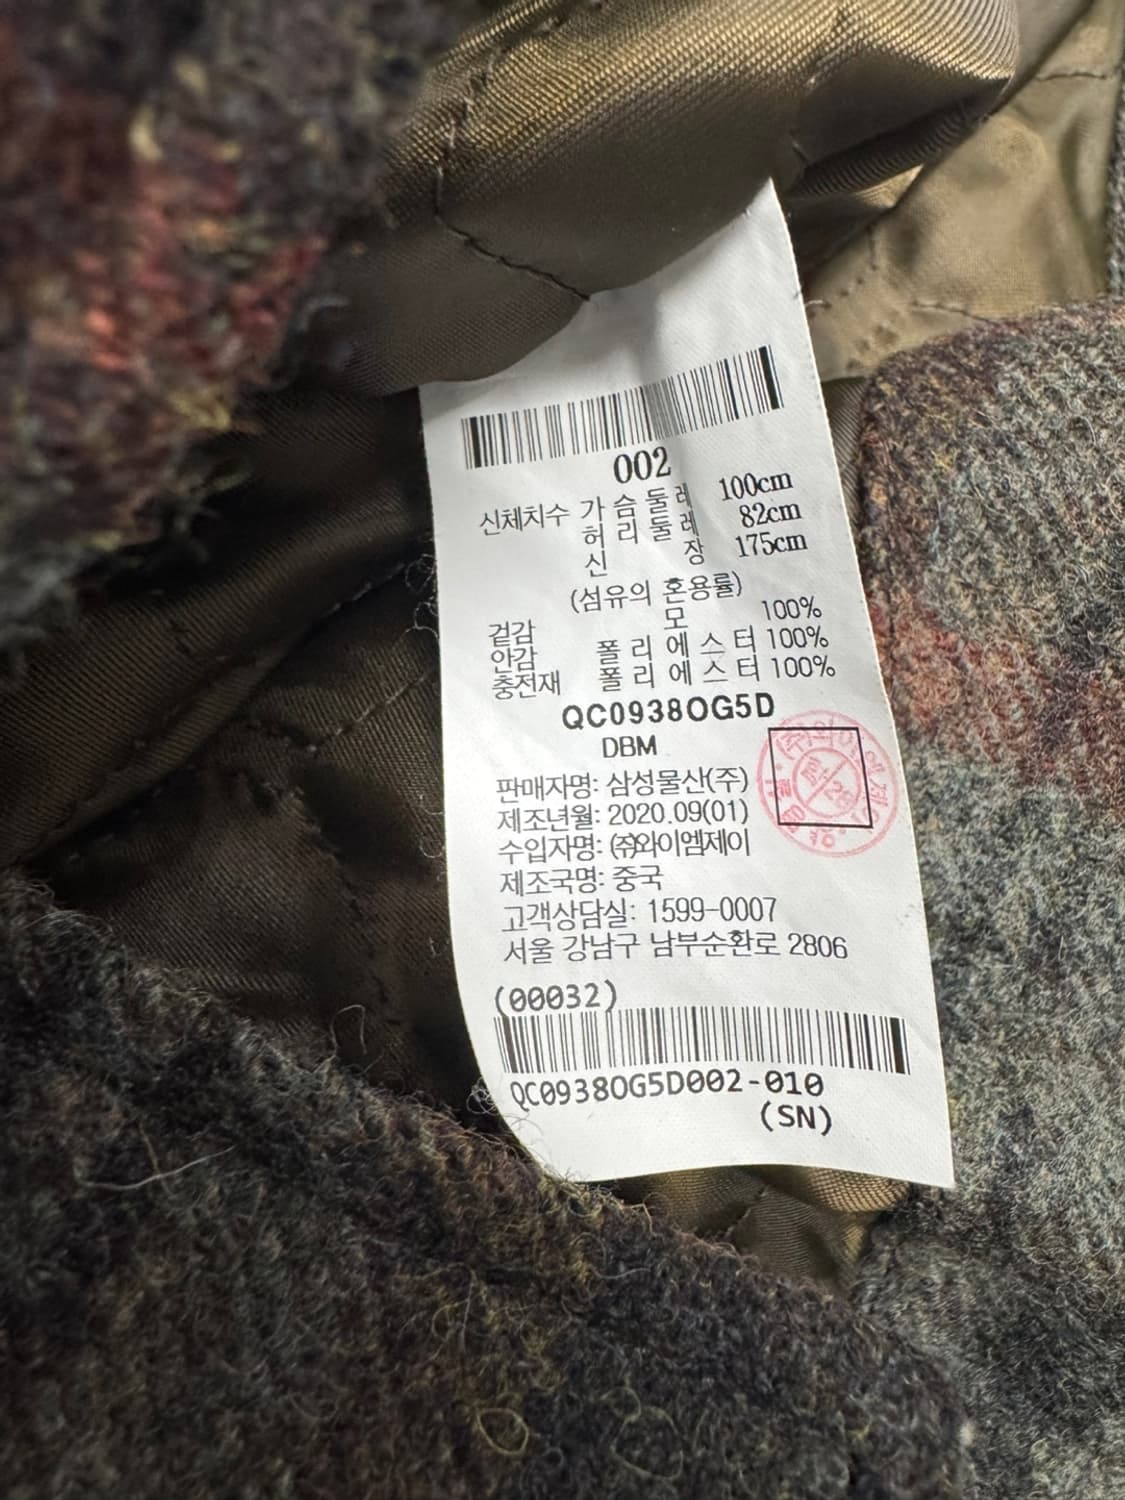 002
신체치수 가슴둘레 100cm
허리둘레 82cm
신장 175cm
(섬유의 혼용률)
겉감 모 100%
안감 폴리에스터 100%
충전재 폴리에스터 100%
QC0938OG5D
DBM
판매자명: 삼성물산(주)
제조년월: 2020.09(01)
수입자명: ㈜와이엠제이
제조국명: 중국
고객상담실: 1599-0007
서울 강남구 남부순환로 2806
(00032)
QC0938OG5D002-010
(SN)